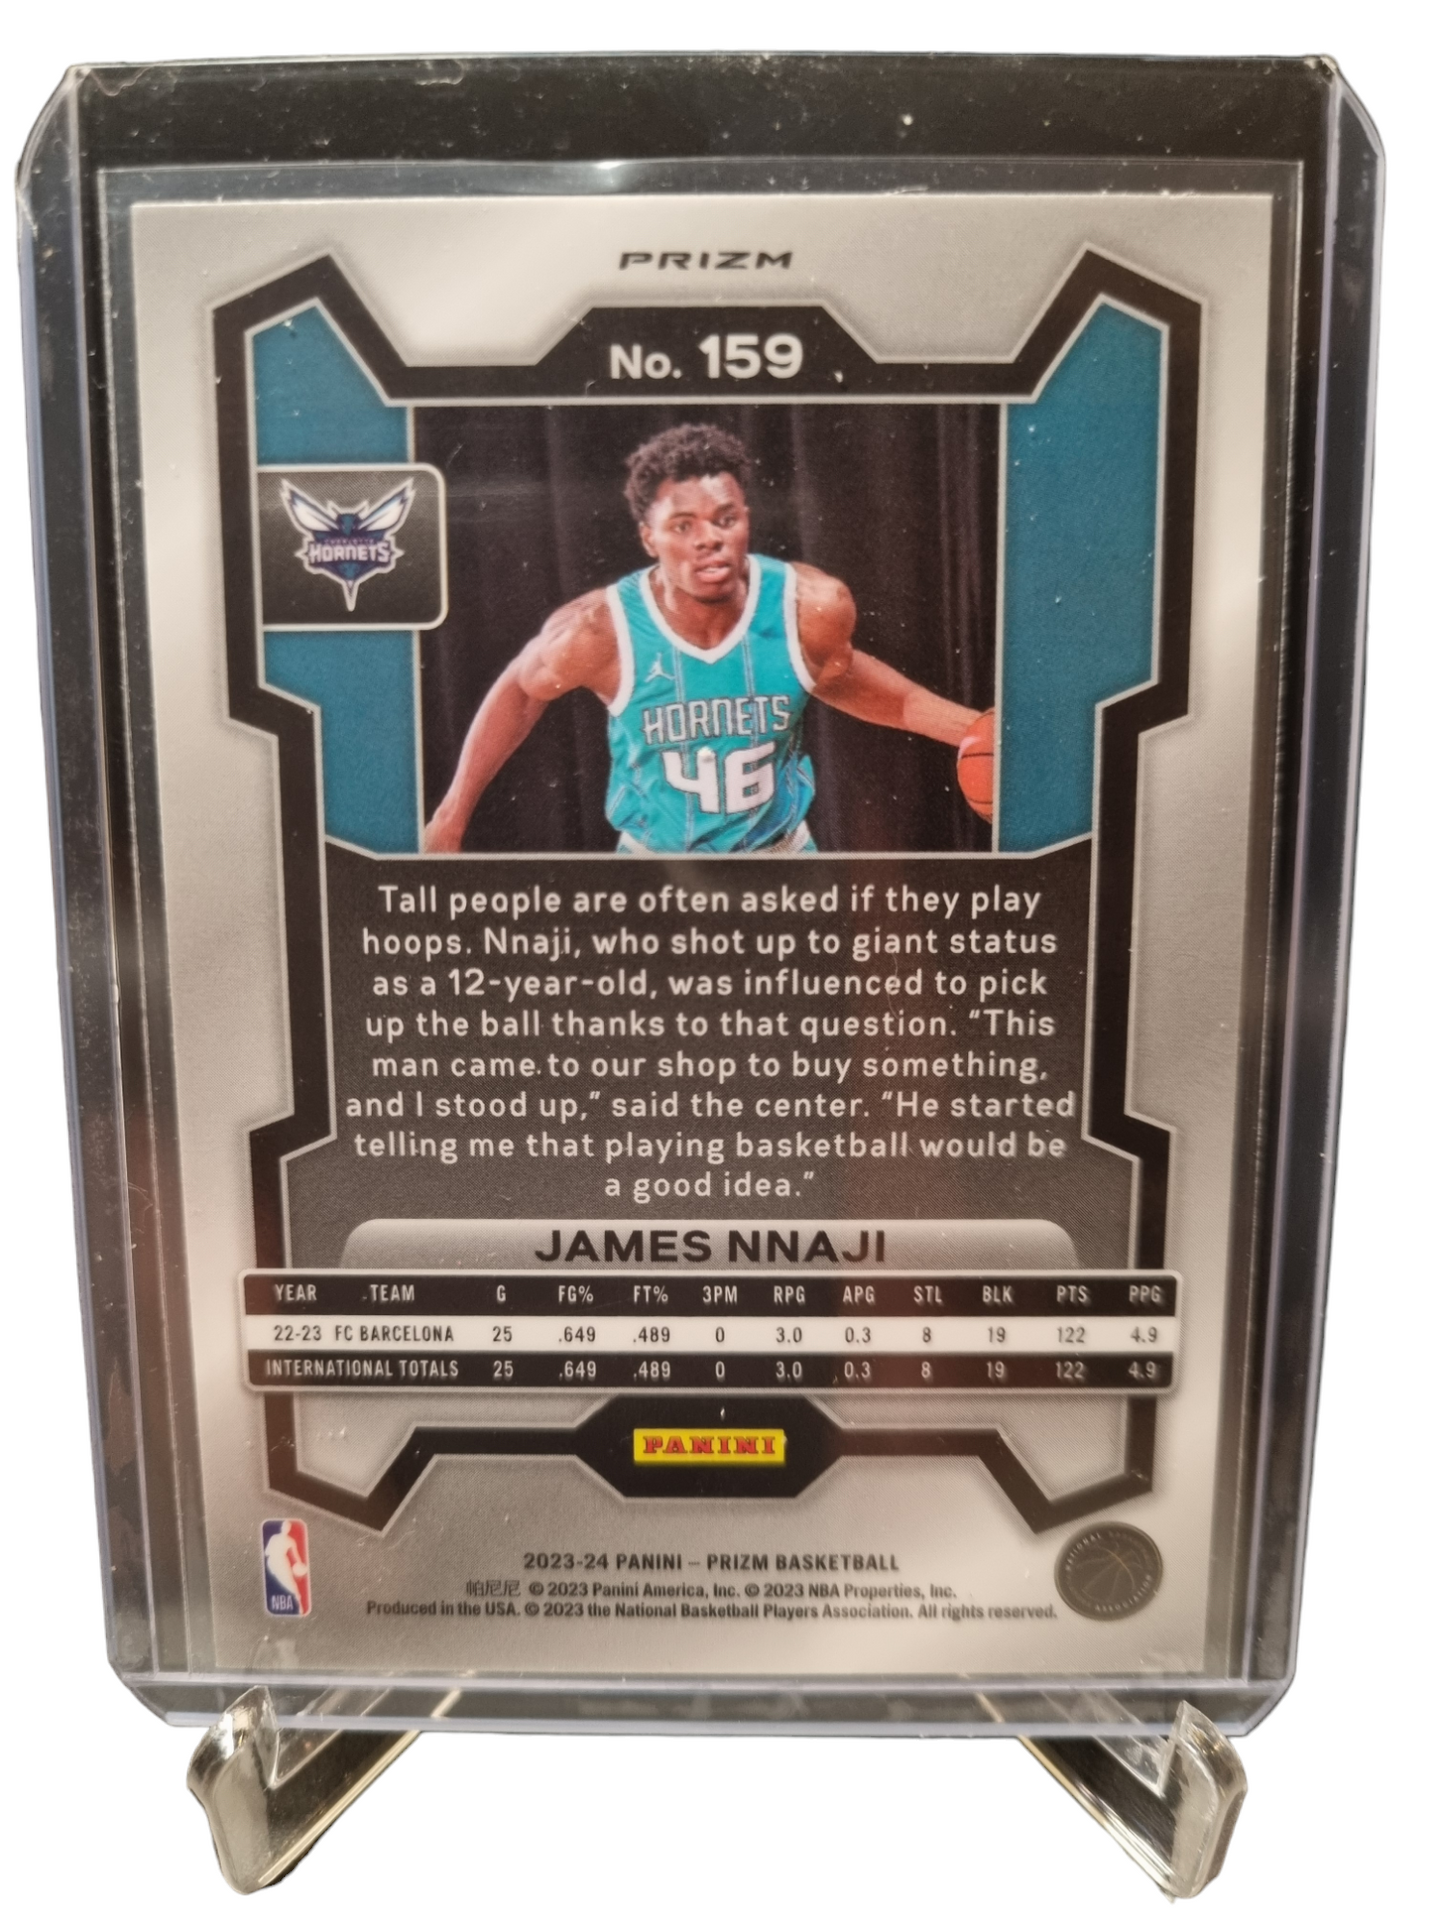 PRIZM
No. 159
HORNETS
HORNETS
46
Tall people are often asked if they play
hoops. Nnaji, who shot up to giant status
as a 12-year-old, was influenced to pick
up the ball thanks to that question. “This
man came to our shop to buy something,
and I stood up,” said the center. “He started
telling me that playing basketball would be
a good idea.”
JAMES NNAJI
YEAR TEAM G FG% FT% 3PM RPG APG STL BLK PTS PPG
22-23 FC BARCELONA 25 .649 .489 0 3.0 0.3 8 19 122 4.9
INTERNATIONAL TOTALS 25 .649 .489 0 3.0 0.3 8 19 122 4.9
PANINI
NBA
2023-24 PANINI – PRIZM BASKETBALL
帕尼尼 © 2023 Panini America, Inc. © 2023 NBA Properties, Inc.
Produced in the USA. © 2023 the National Basketball Players Association. All rights reserved.